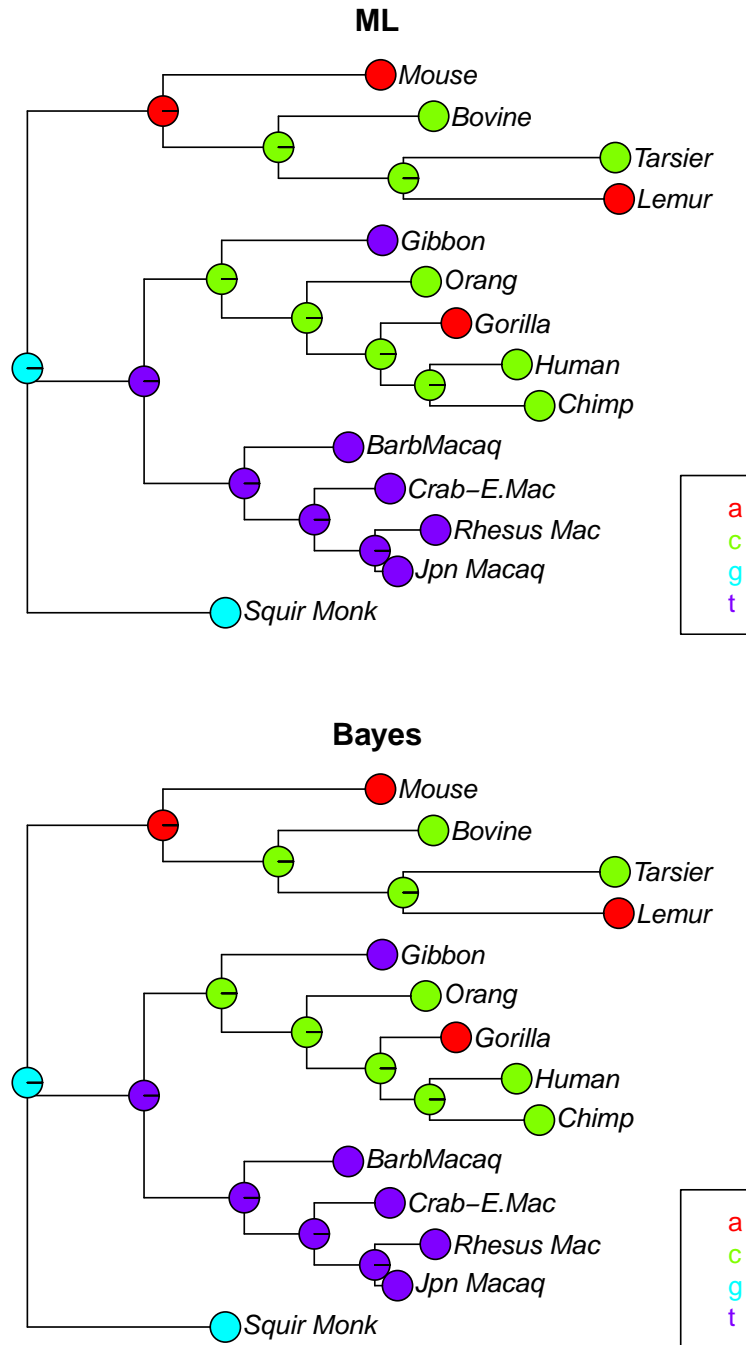 ML
Mouse
Bovine
Tarsier
Lemur
Gibbon
Orang
Gorilla
Human
Chimp
BarbMacaq
Crab−E.Mac
Rhesus Mac
Jpn Macaq
Squir Monk
a
c
g
t
Bayes
Mouse
Bovine
Tarsier
Lemur
Gibbon
Orang
Gorilla
Human
Chimp
BarbMacaq
Crab−E.Mac
Rhesus Mac
Jpn Macaq
Squir Monk
a
c
g
t